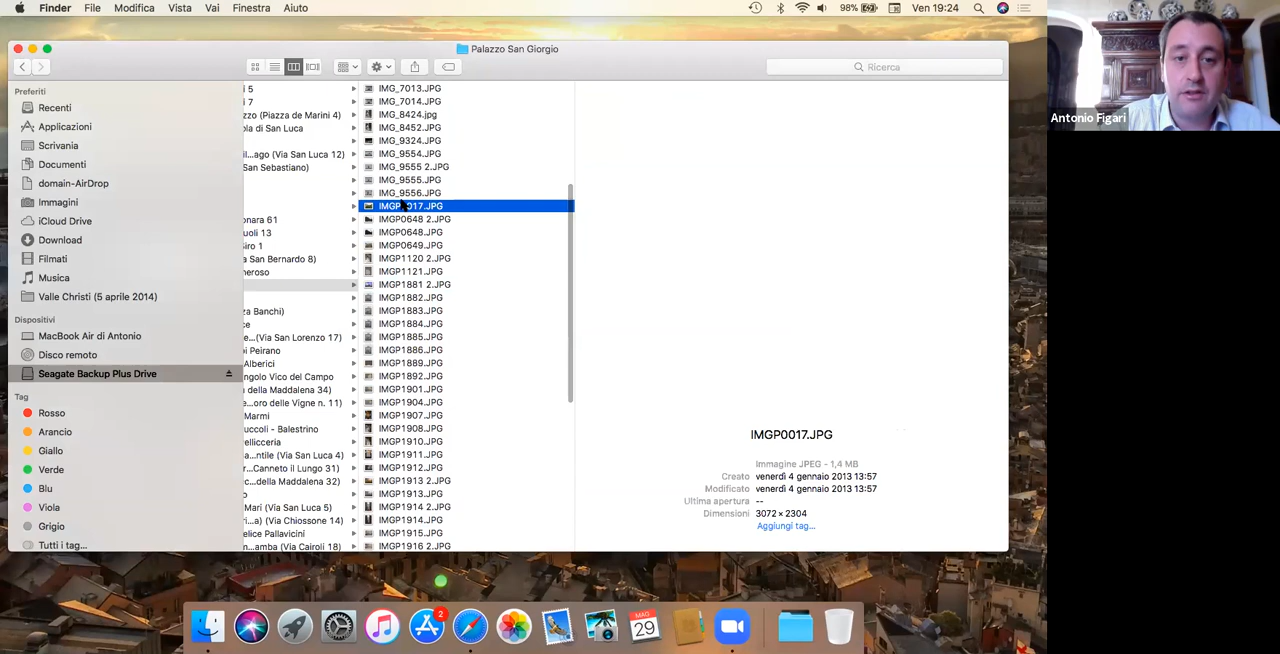 Finder File Modifica Vista Vai Finestra Aiuto 98% Ven 19:24
Palazzo San Giorgio
Ricerca
Preferiti
Recenti
Applicazioni
Scrivania
Documenti
domain-AirDrop
Immagini
iCloud Drive
Download
Filmati
Musica
Valle Christi (5 aprile 2014)
Dispositivi
MacBook Air di Antonio
Disco remoto
Seagate Backup Plus Drive
Tag
Rosso
Arancio
Giallo
Verde
Blu
Viola
Grigio
Tutti i tag...
i 5
i 7
zzo (Piazza de Marini 4)
ola di San Luca
il...ago (Via San Luca 12)
San Sebastiano)
onara 61
uoli 13
Giro 1
a San Bernardo 8)
neroso
za Banchi)
ce
e...(Via San Lorenzo 17)
bi Peirano
Alberici
ngolo Vico del Campo
della Maddalena 34)
...oro delle Vigne n. 11)
Marmi
uccoli - Balestrino
ellicceria
a...ntile (Via San Luca 4)
...Canneto il Lungo 31)
Maddalena 32)
Mari (Via San Luca 5)
ri...a) (Via Chiossone 14)
elice Pallavicini
...amba (Via Cairoli 18)
IMG_7013.JPG
IMG_7014.JPG
IMG_8424.jpg
IMG_8452.JPG
IMG_9324.JPG
IMG_9554.JPG
IMG_9555 2.JPG
IMG_9555.JPG
IMG_9556.JPG
IMGP0017.JPG
IMGP0648 2.JPG
IMGP0648.JPG
IMGP0649.JPG
IMGP1120 2.JPG
IMGP1121.JPG
IMGP1881 2.JPG
IMGP1882.JPG
IMGP1883.JPG
IMGP1884.JPG
IMGP1885.JPG
IMGP1886.JPG
IMGP1889.JPG
IMGP1892.JPG
IMGP1901.JPG
IMGP1904.JPG
IMGP1907.JPG
IMGP1908.JPG
IMGP1910.JPG
IMGP1911.JPG
IMGP1912.JPG
IMGP1913 2.JPG
IMGP1913.JPG
IMGP1914 2.JPG
IMGP1914.JPG
IMGP1915.JPG
IMGP1916 2.JPG
IMGP0017.JPG
Immagine JPEG - 1,4 MB
Creato venerdì 4 gennaio 2013 13:57
Modificato venerdì 4 gennaio 2013 13:57
Ultima apertura --
Dimensioni 3072 × 2304
Aggiungi tag...
Antonio Figari
2
MAG
29